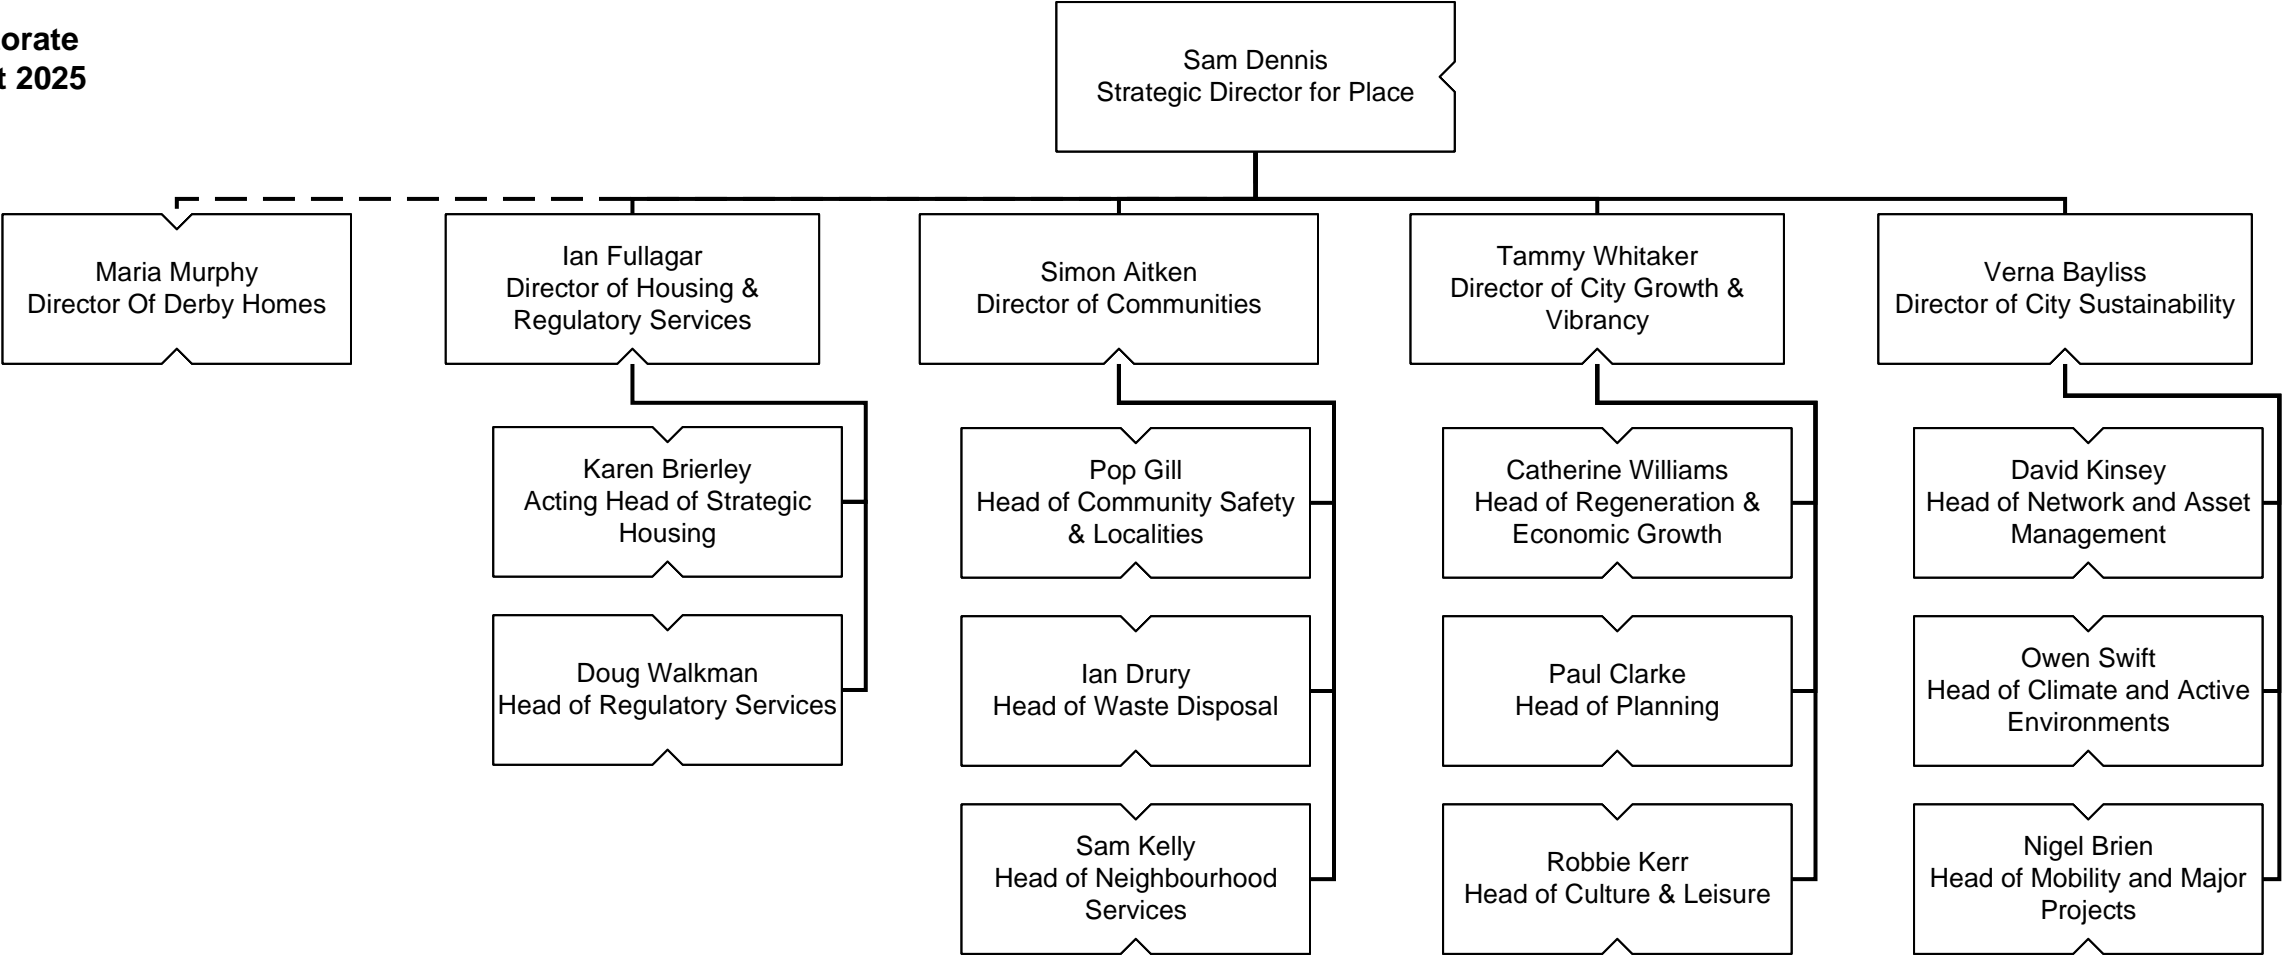 orate
t 2025
Sam Dennis
Strategic Director for Place
Maria Murphy
Director Of Derby Homes
Ian Fullagar
Director of Housing &
Regulatory Services
Simon Aitken
Director of Communities
Tammy Whitaker
Director of City Growth &
Vibrancy
Verna Bayliss
Director of City Sustainability
Karen Brierley
Acting Head of Strategic
Housing
Doug Walkman
Head of Regulatory Services
Pop Gill
Head of Community Safety
& Localities
Ian Drury
Head of Waste Disposal
Sam Kelly
Head of Neighbourhood
Services
Catherine Williams
Head of Regeneration &
Economic Growth
Paul Clarke
Head of Planning
Robbie Kerr
Head of Culture & Leisure
David Kinsey
Head of Network and Asset
Management
Owen Swift
Head of Climate and Active
Environments
Nigel Brien
Head of Mobility and Major
Projects